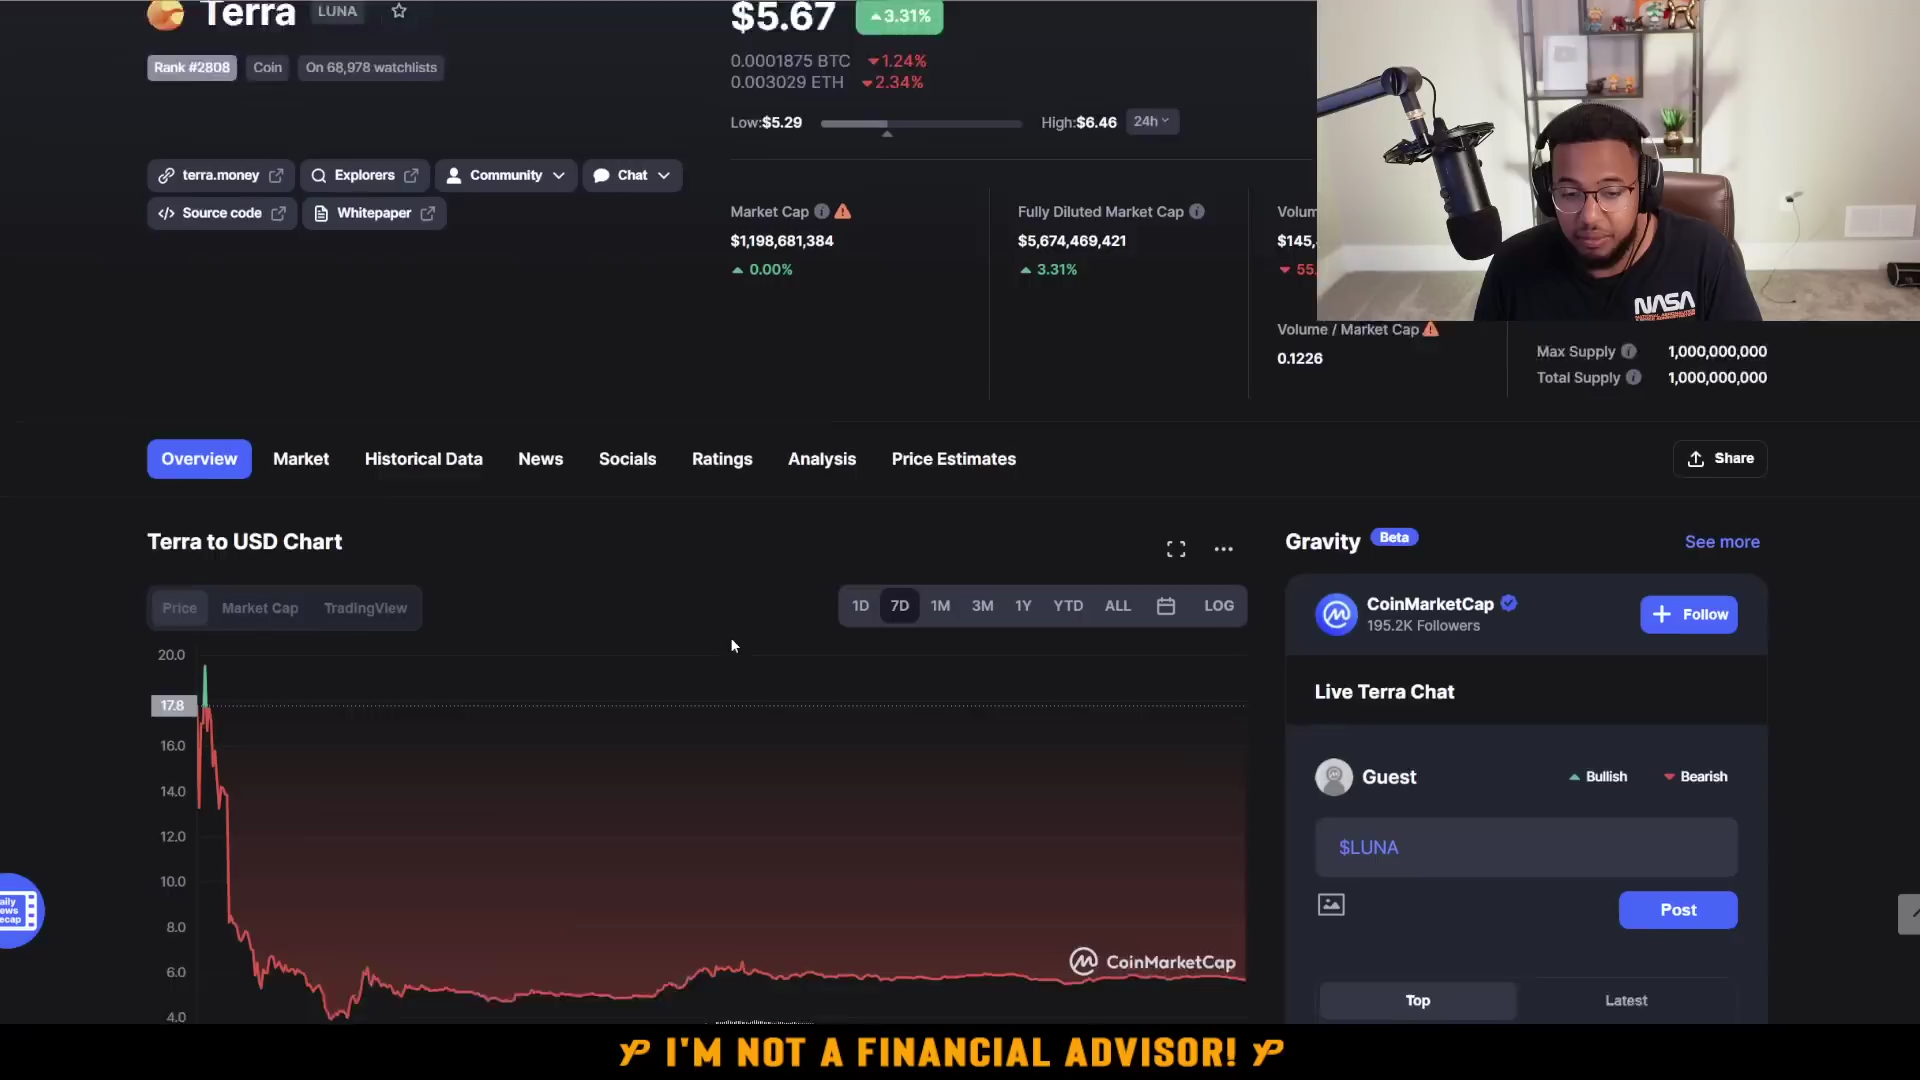 Terra LUNA
Rank #2808 Coin On 68,978 watchlists
terra.money Explorers Community Chat
Source code Whitepaper
$5.67 3.31%
0.0001875 BTC 1.24%
0.003029 ETH 2.34%
Low:$5.29 High:$6.46 24h
Market Cap
$1,198,681,384
0.00%
Fully Diluted Market Cap
$5,674,469,421
3.31%
$145,
55.
Volume / Market Cap
0.1226
Max Supply 1,000,000,000
Total Supply 1,000,000,000
NASA
Overview Market Historical Data News Socials Ratings Analysis Price Estimates Share
Terra to USD Chart
Price Market Cap TradingView
1D 7D 1M 3M 1Y YTD ALL LOG
20.0
17.8
16.0
14.0
12.0
10.0
8.0
6.0
4.0
CoinMarketCap
Gravity Beta See more
CoinMarketCap
195.2K Followers
Follow
Live Terra Chat
Guest Bullish Bearish
$LUNA
Post
Top Latest
I'M NOT A FINANCIAL ADVISOR!